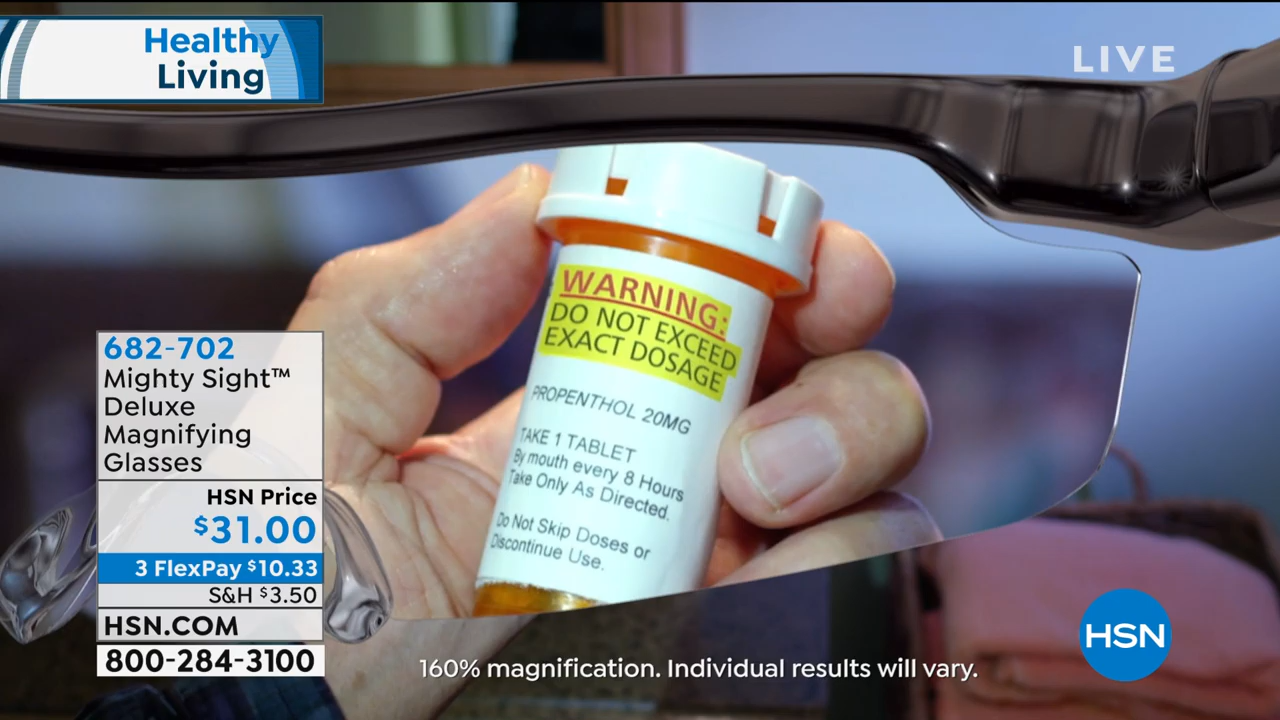 Healthy
Living
LIVE
WARNING:
DO NOT EXCEED
EXACT DOSAGE
PROPENTHOL 20MG
TAKE 1 TABLET
By mouth every 8 Hours
Take Only As Directed.
Do Not Skip Doses or
Discontinue Use.
682-702
Mighty Sight™
Deluxe
Magnifying
Glasses
HSN Price
$31.00
3 FlexPay $10.33
S&H $3.50
HSN.COM
800-284-3100
HSN
160% magnification. Individual results will vary.